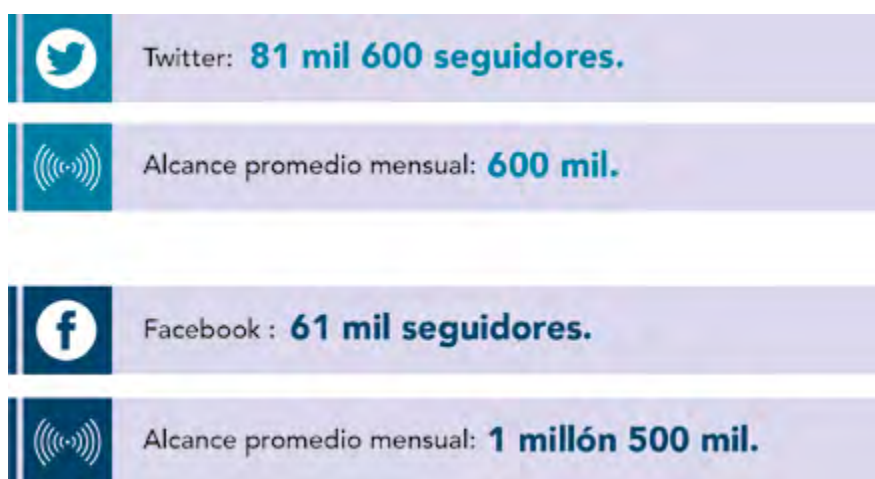 Twitter: 81 mil 600 seguidores.
Alcance promedio mensual: 600 mil.
Facebook : 61 mil seguidores.
Alcance promedio mensual: 1 millón 500 mil.